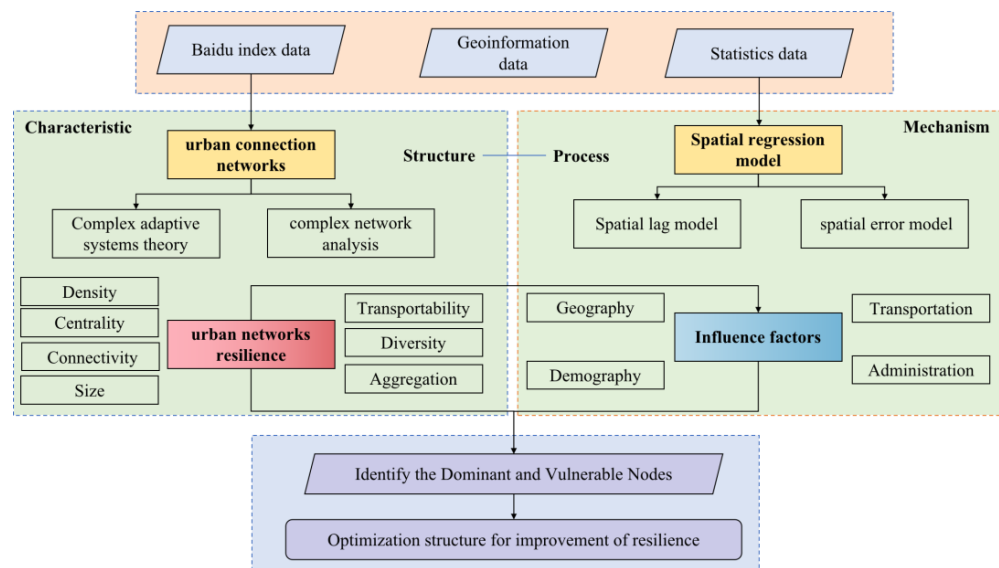 Baidu index data
Geoinformation
data
Statistics data
Characteristic
urban connection
networks
Structure
Complex adaptive
systems theory
complex network
analysis
Density
Centrality
Connectivity
Size
urban networks
resilience
Transportability
Diversity
Aggregation
Mechanism
Process
Spatial regression
model
Spatial lag model
spatial error model
Geography
Demography
Influence factors
Transportation
Administration
Identify the Dominant and Vulnerable Nodes
Optimization structure for improvement of resilience